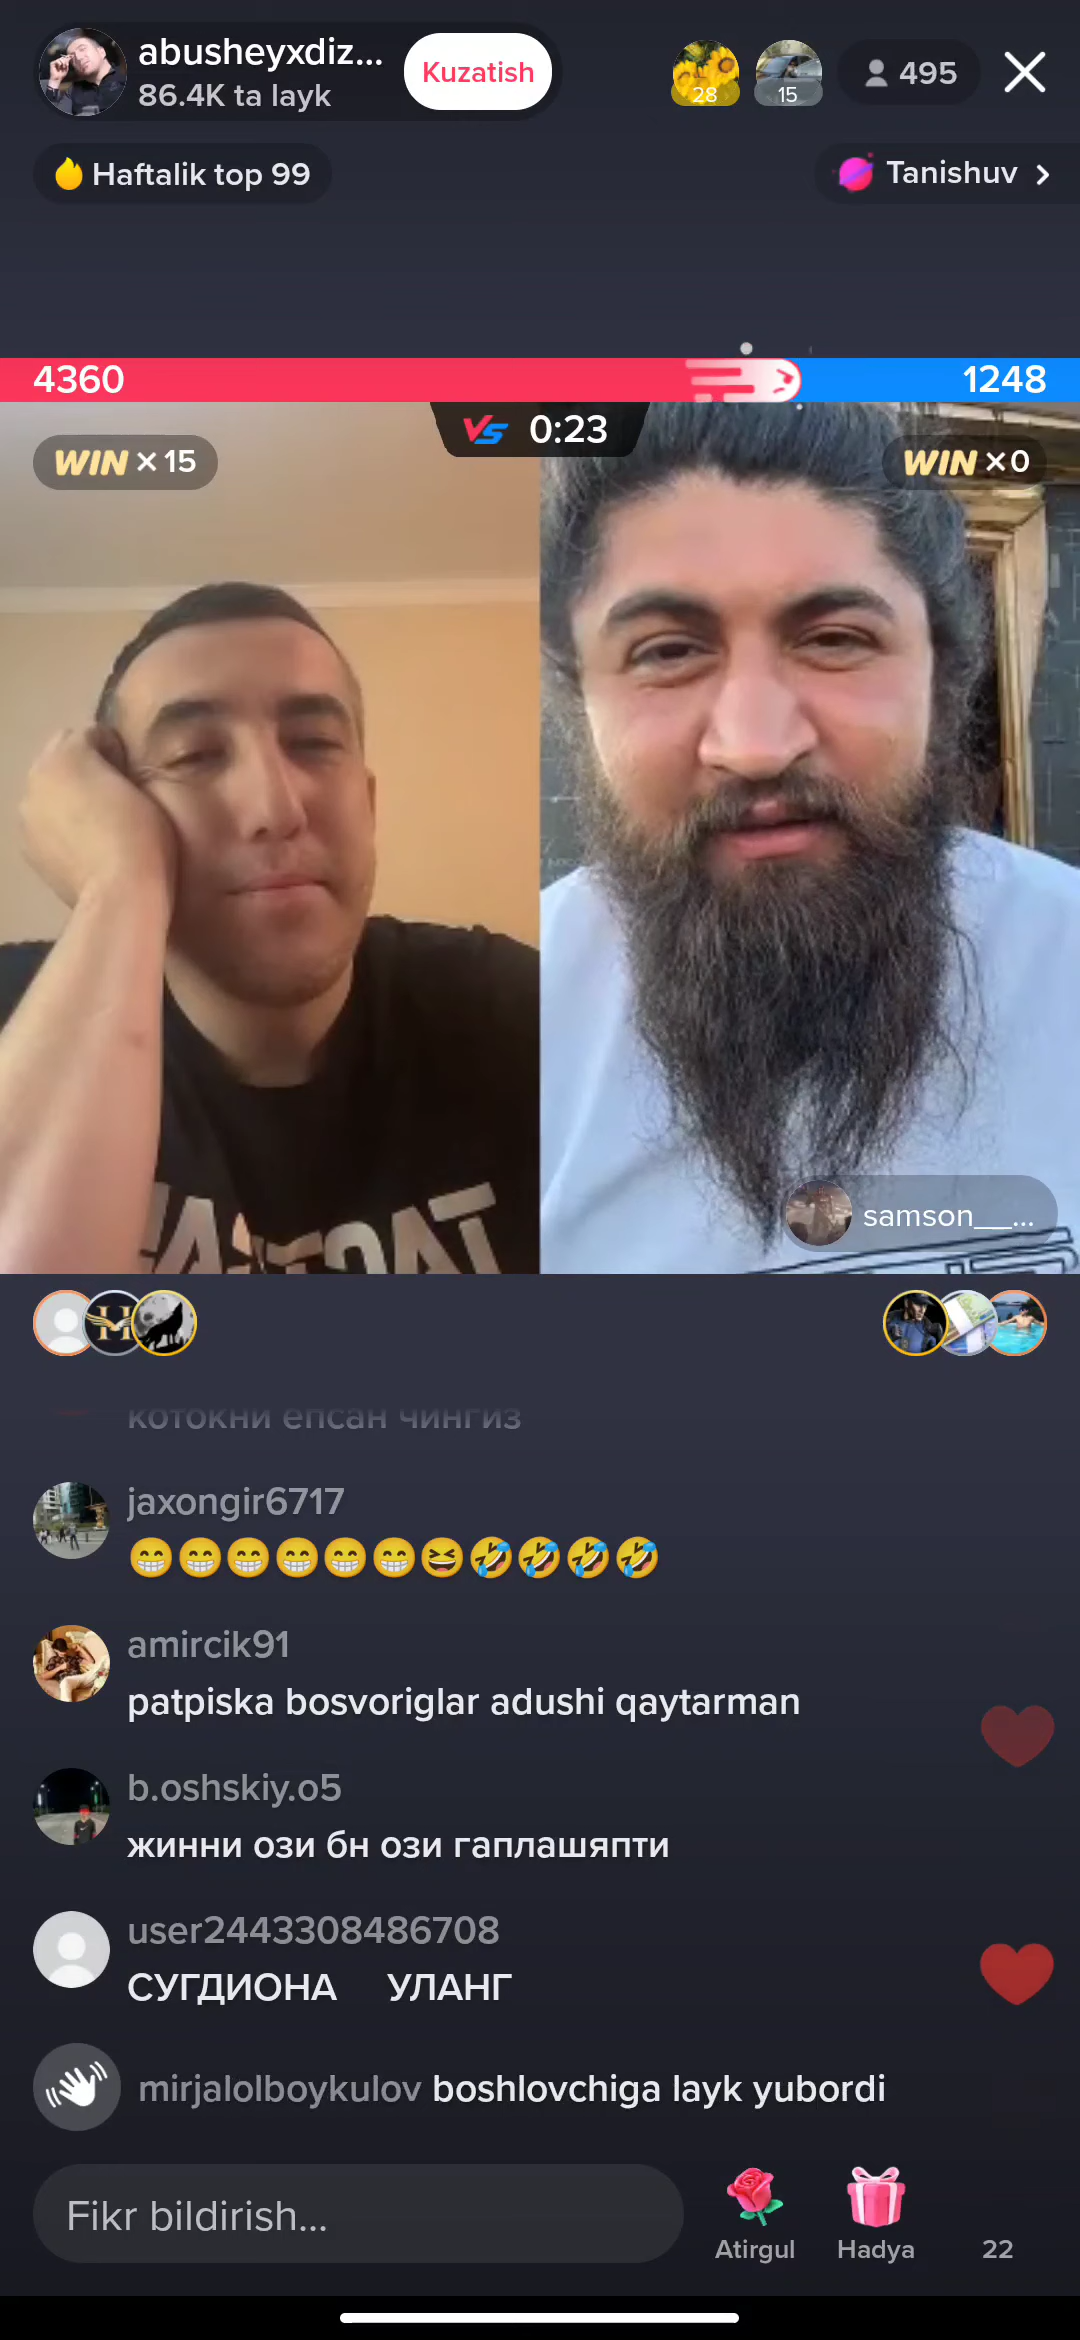 abusheyxdiz...
86.4K ta layk
Kuzatish
28
15
495
Haftalik top 99
Tanishuv
4360
1248
VS 0:23
WIN ×15
WIN ×0
samson__...
котокни епсан чингиз
jaxongir6717
😁😁😁😁😁😁😆🤣🤣🤣🤣
amircik91
patpiska bosvoriglar adushi qaytarman
b.oshskiy.o5
жинни ози бн ози гаплашяпти
user2443308486708
СУГДИОНА УЛАНГ
mirjalolboykulov boshlovchiga layk yubordi
Fikr bildirish...
Atirgul
Hadya
22